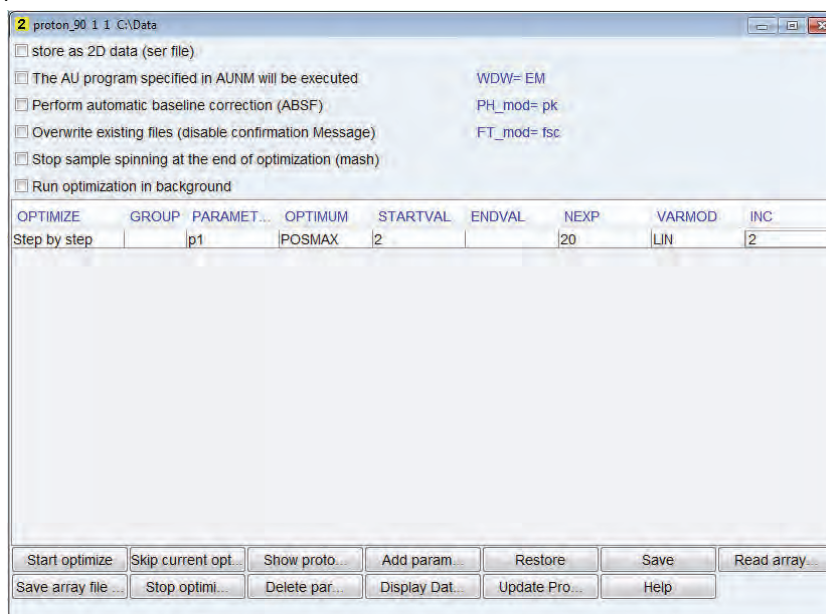 2 proton_90 1 1 C:\Data
store as 2D data (ser file)
The AU program specified in AUNM will be executed WDW= EM
Perform automatic baseline correction (ABSF) PH_mod= pk
Overwrite existing files (disable confirmation Message) FT_mod= fsc
Stop sample spinning at the end of optimization (mash)
Run optimization in background
OPTIMIZE GROUP PARAMET... OPTIMUM STARTVAL ENDVAL NEXP VARMOD INC
Step by step p1 POSMAX 2 20 LIN 2
Start optimize Skip current opt... Show proto... Add param... Restore Save Read array...
Save array file ... Stop optimi... Delete par... Display Dat... Update Pro... Help